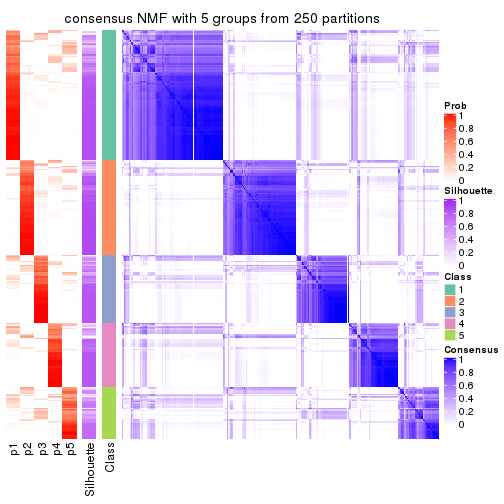 consensus NMF with 5 groups from 250 partitions
Prob
1
0.8
0.6
0.4
0.2
0
Silhouette
1
0.8
0.6
0.4
0.2
0
Class
1
2
3
4
5
Consensus
1
0.8
0.6
0.4
0.2
0
p1
p2
p3
p4
p5
Silhouette
Class